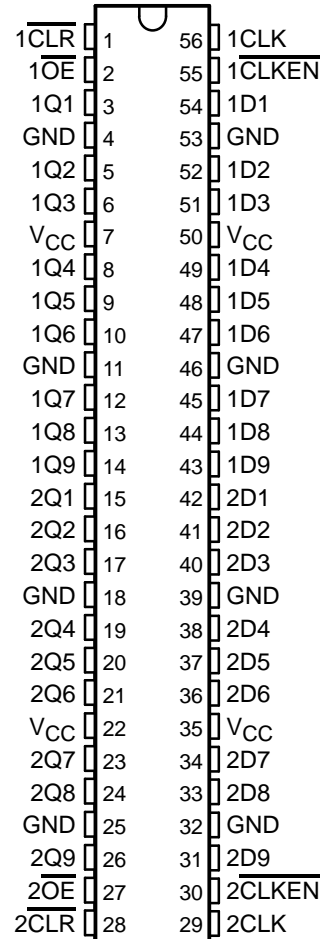 1CLR 1 56 1CLK
1OE 2 55 1CLKEN
1Q1 3 54 1D1
GND 4 53 GND
1Q2 5 52 1D2
1Q3 6 51 1D3
VCC 7 50 VCC
1Q4 8 49 1D4
1Q5 9 48 1D5
1Q6 10 47 1D6
GND 11 46 GND
1Q7 12 45 1D7
1Q8 13 44 1D8
1Q9 14 43 1D9
2Q1 15 42 2D1
2Q2 16 41 2D2
2Q3 17 40 2D3
GND 18 39 GND
2Q4 19 38 2D4
2Q5 20 37 2D5
2Q6 21 36 2D6
VCC 22 35 VCC
2Q7 23 34 2D7
2Q8 24 33 2D8
GND 25 32 GND
2Q9 26 31 2D9
2OE 27 30 2CLKEN
2CLR 28 29 2CLK